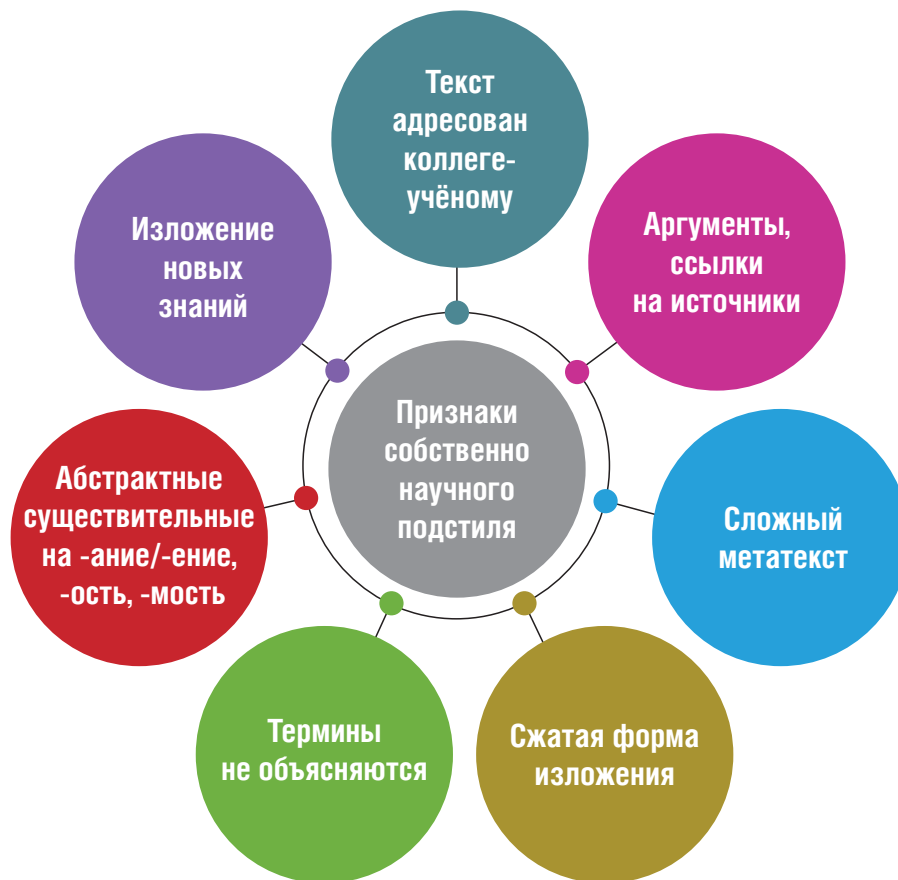 Текст
адресован
коллеге-
учёному
Аргументы,
ссылки
на источники
Сложный
метатекст
Сжатая форма
изложения
Термины
не объясняются
Абстрактные
существительные
на -ание/-ение,
-ость, -мость
Изложение
новых
знаний
Признаки
собственно
научного
подстиля